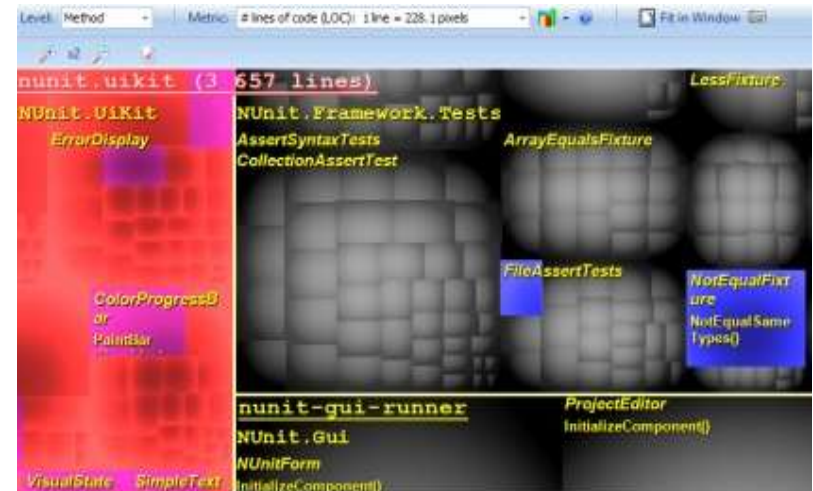 Level: Method
Metric: # lines of code (LOC): 1 line = 228.1 pixels
Fit in Window
nunit.uikit (3 657 lines)
LessFixture
NUnit.UiKit
NUnit.Framework.Tests
ErrorDisplay
AssertSyntaxTests
ArrayEqualsFixture
CollectionAssertTest
FileAssertTests
NotEqualFixt
ure
NotEqualSame
Types()
ColorProgressB
ar
PaintBar
nunit-gui-runner
ProjectEditor
InitializeComponent()
NUnit.Gui
NUnitForm
InitializeComponent()
VisualState
SimpleText